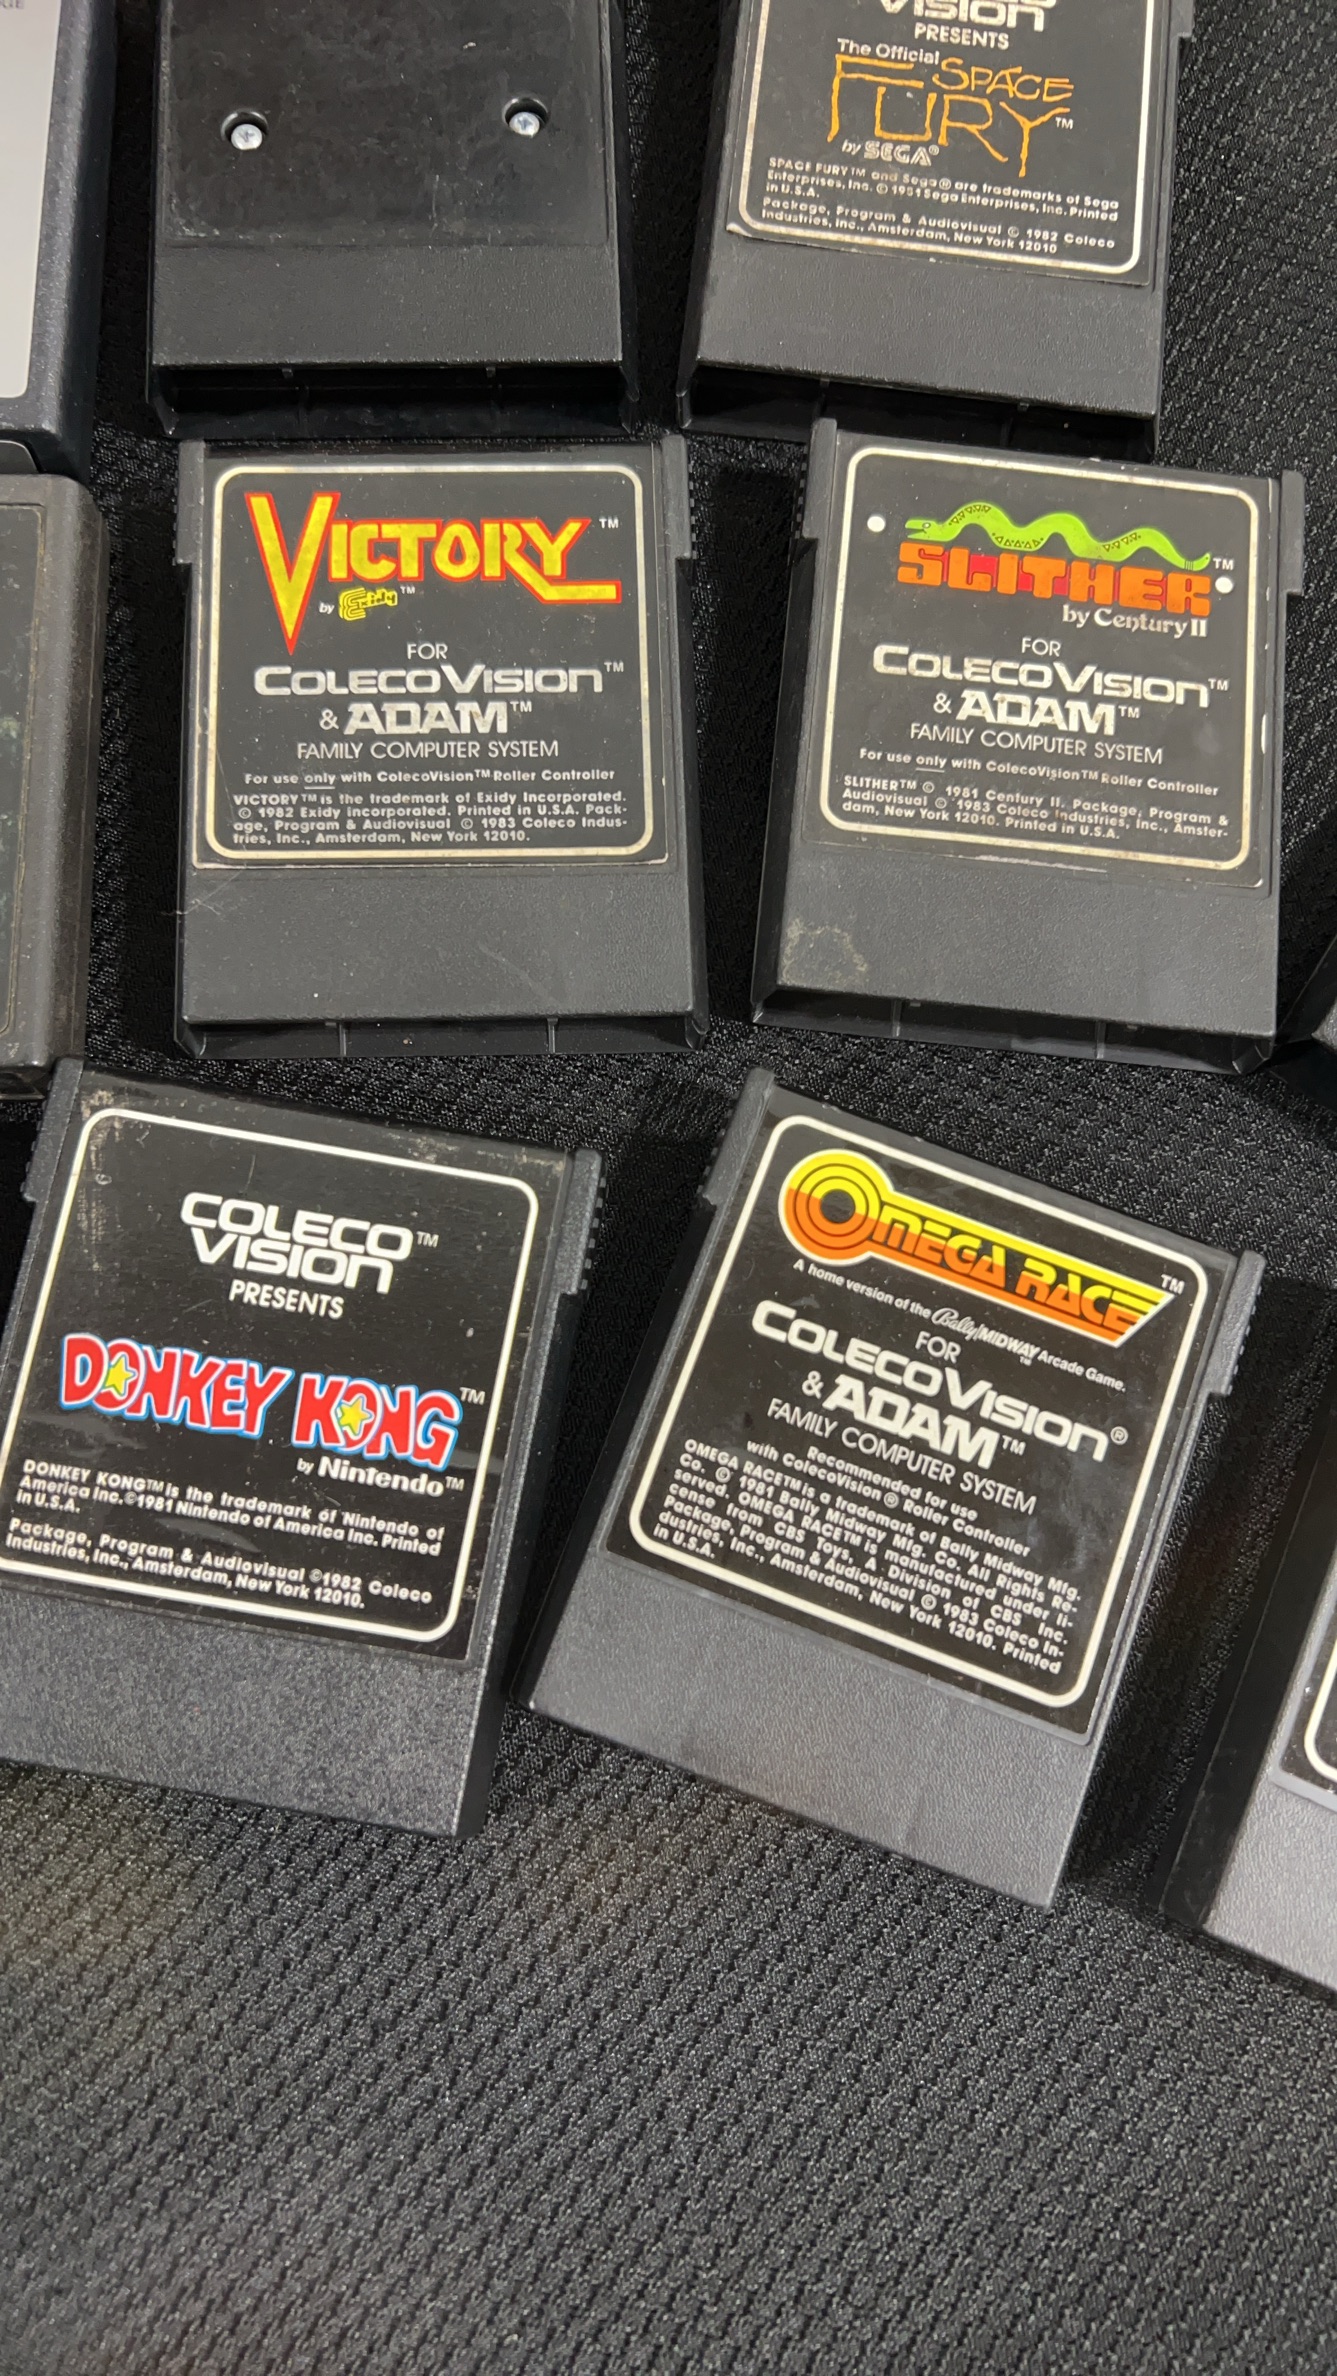 VISION
PRESENTS
The Official
SPACE
FURY™
by SEGA®
SPACE FURY™ and Sega® are trademarks of Sega
Enterprises, Inc. © 1981 Sega Enterprises, Inc. Printed
in U.S.A.
Package, Program & Audiovisual © 1982 Coleco
Industries, Inc., Amsterdam, New York 12010
VICTORY™
by Exidy™
FOR
COLECOVISION™
& ADAM™
FAMILY COMPUTER SYSTEM
For use only with ColecoVision™ Roller Controller
VICTORY™ is the trademark of Exidy Incorporated.
© 1982 Exidy Incorporated. Printed in U.S.A. Pack-
age, Program & Audiovisual © 1983 Coleco Indus-
tries, Inc., Amsterdam, New York 12010.
SLITHER™
by Century II
FOR
COLECOVISION™
& ADAM™
FAMILY COMPUTER SYSTEM
For use only with ColecoVision™ Roller Controller
SLITHER™ © 1981 Century II. Package, Program &
Audiovisual © 1983 Coleco Industries, Inc., Amster-
dam, New York 12010. Printed in U.S.A.
COLECO™
VISION
PRESENTS
DONKEY KONG™
by Nintendo™
DONKEY KONG™ is the trademark of Nintendo of
America Inc. ©1981 Nintendo of America Inc. Printed
in U.S.A.
Package, Program & Audiovisual ©1982 Coleco
Industries, Inc., Amsterdam, New York 12010.
OMEGA RACE™
A home version of the Bally/MIDWAY™ Arcade Game.
FOR
COLECOVISION®
& ADAM™
FAMILY COMPUTER SYSTEM
Recommended for use
with ColecoVision® Roller Controller
OMEGA RACE™ is a trademark of Bally Midway Mfg.
Co. © 1981 Bally Midway Mfg. Co. All Rights Re-
served. OMEGA RACE™ is manufactured under li-
cense from CBS Toys, A Division of CBS Inc.
Package, Program & Audiovisual © 1983 Coleco In-
dustries, Inc., Amsterdam, New York 12010. Printed
in U.S.A.